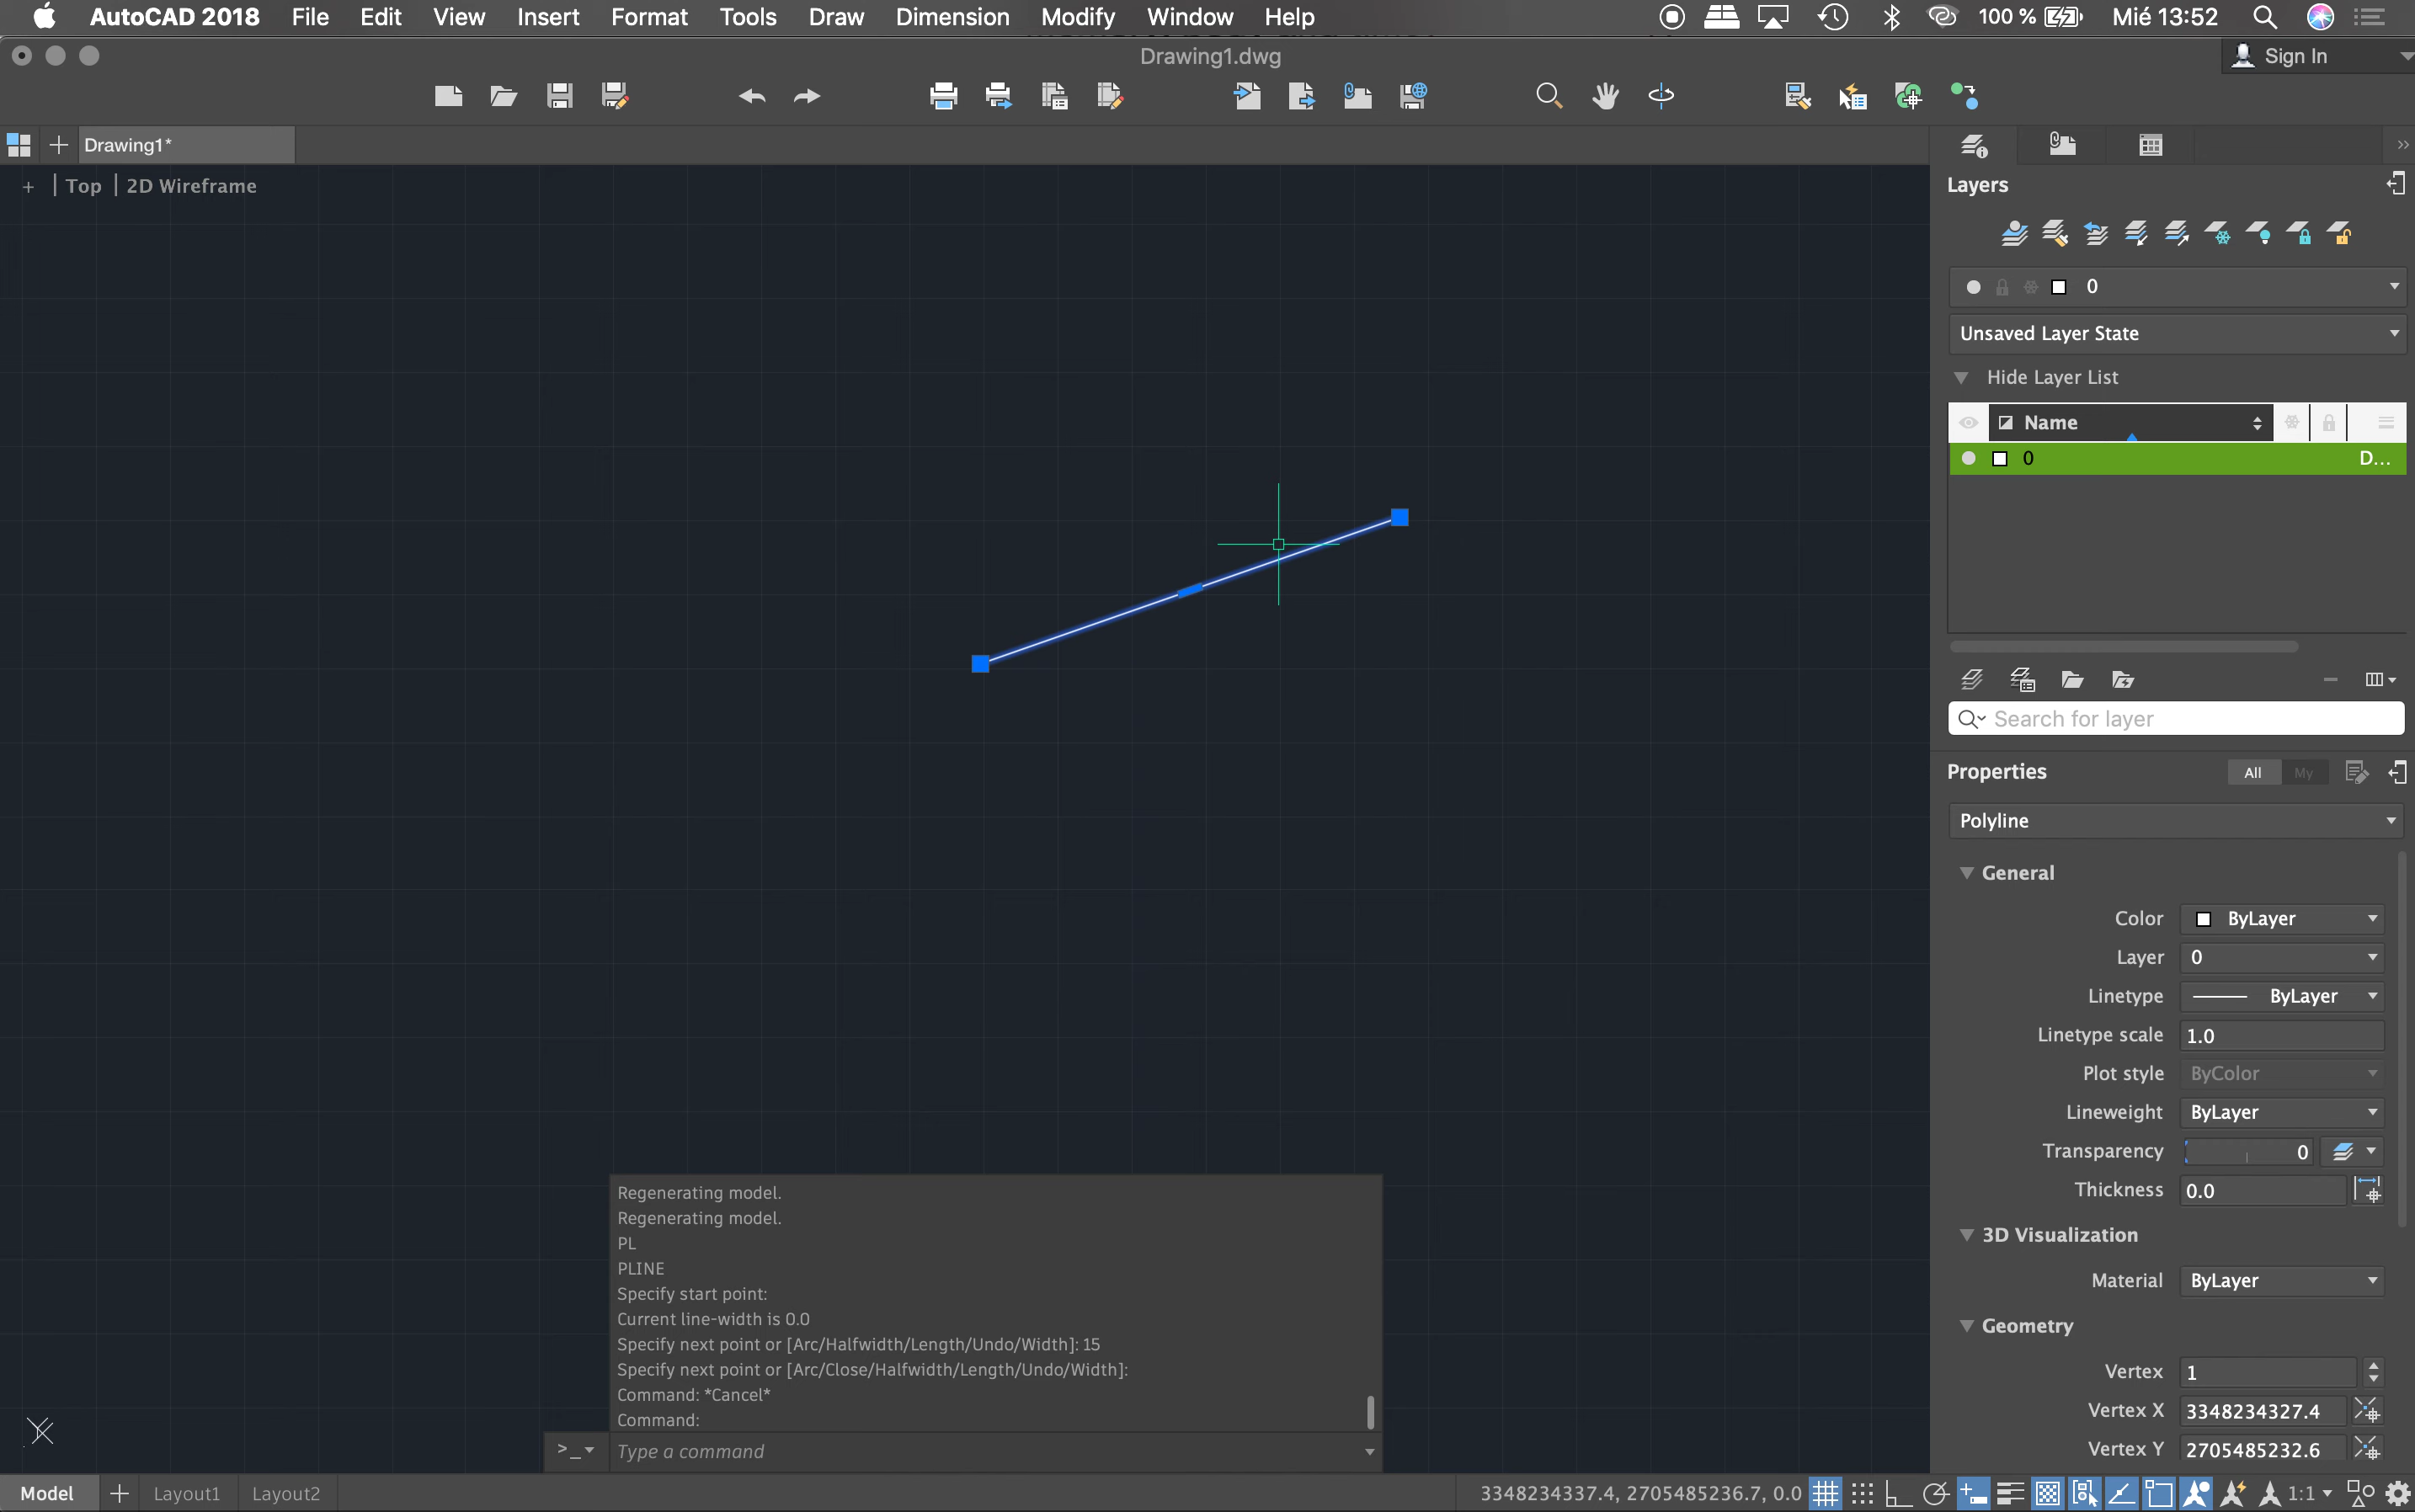 AutoCAD 2018 File Edit View Insert Format Tools Draw Dimension Modify Window Help 100 % Mié 13:52
Drawing1.dwg
Sign In
Drawing1*
+ | Top | 2D Wireframe
Layers
0
Unsaved Layer State
Hide Layer List
Name
0 D...
Search for layer
Properties All My
Polyline
General
Color ByLayer
Layer 0
Linetype ByLayer
Linetype scale 1.0
Plot style ByColor
Lineweight ByLayer
Transparency 0
Thickness 0.0
3D Visualization
Material ByLayer
Geometry
Vertex 1
Vertex X 3348234327.4
Vertex Y 2705485232.6
Regenerating model.
Regenerating model.
PL
PLINE
Specify start point:
Current line-width is 0.0
Specify next point or [Arc/Halfwidth/Length/Undo/Width]: 15
Specify next point or [Arc/Close/Halfwidth/Length/Undo/Width]:
Command: *Cancel*
Command:
>_ Type a command
Model + Layout1 Layout2 3348234337.4, 2705485236.7, 0.0 1:1